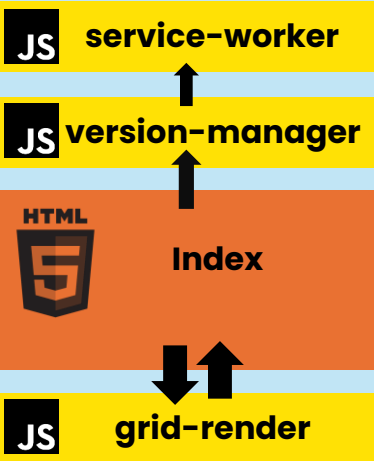 JS service-worker
JS version-manager
HTML
5
Index
JS grid-render